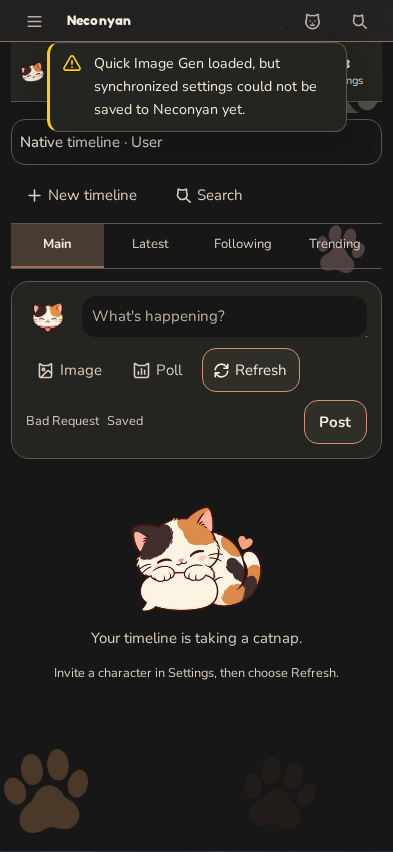 Neconyan
Quick Image Gen loaded, but
synchronized settings could not be
saved to Neconyan yet.
Native timeline · User
New timeline
Search
Main
Latest
Following
Trending
What's happening?
Image
Poll
Refresh
Bad Request Saved
Post
Your timeline is taking a catnap.
Invite a character in Settings, then choose Refresh.